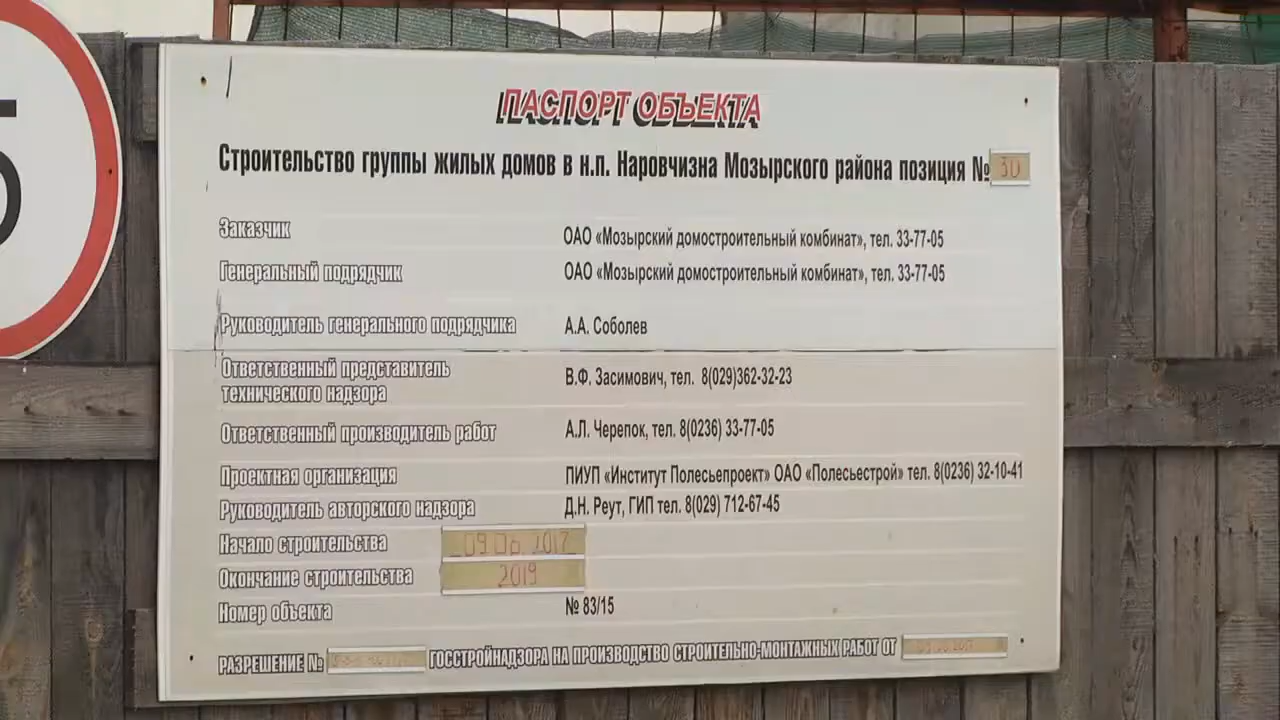 5
ПАСПОРТ ОБЪЕКТА
Строительство группы жилых домов в н.п. Наровчизна Мозырского района позиция № 30
Заказчик ОАО «Мозырский домостроительный комбинат», тел. 33-77-05
Генеральный подрядчик ОАО «Мозырский домостроительный комбинат», тел. 33-77-05
Руководитель генерального подрядчика А.А. Соболев
Ответственный представитель
технического надзора В.Ф. Засимович, тел. 8(029)362-32-23
Ответственный производитель работ А.Л. Черепок, тел. 8(0236) 33-77-05
Проектная организация ПИУП «Институт Полесьепроект» ОАО «Полесьестрой» тел. 8(0236) 32-10-41
Руководитель авторского надзора Д.Н. Реут, ГИП тел. 8(029) 712-67-45
Начало строительства 09 06. 2017
Окончание строительства 2019
Номер объекта № 83/15
РАЗРЕШЕНИЕ № ГОССТРОЙНАДЗОРА НА ПРОИЗВОДСТВО СТРОИТЕЛЬНО-МОНТАЖНЫХ РАБОТ ОТ